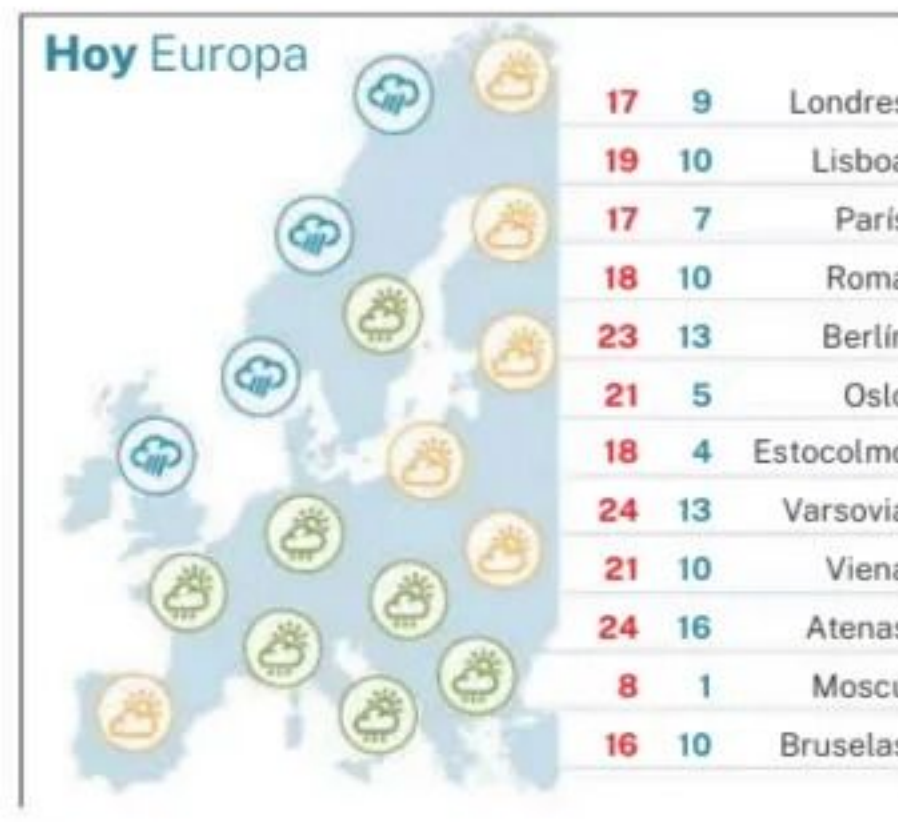 Hoy Europa
17 9 Londres
19 10 Lisboa
17 7 París
18 10 Roma
23 13 Berlín
21 5 Oslo
18 4 Estocolmo
24 13 Varsovia
21 10 Viena
24 16 Atenas
8 1 Moscú
16 10 Bruselas